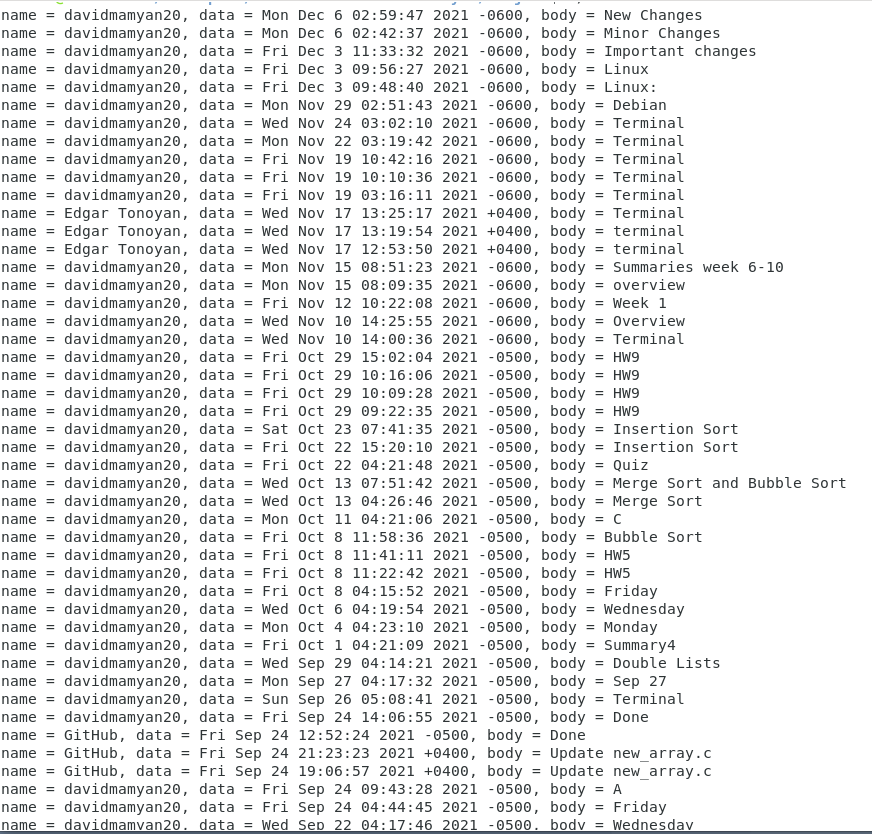 name = davidmamyan20, data = Mon Dec 6 02:59:47 2021 -0600, body = New Changes
name = davidmamyan20, data = Mon Dec 6 02:42:37 2021 -0600, body = Minor Changes
name = davidmamyan20, data = Fri Dec 3 11:33:32 2021 -0600, body = Important changes
name = davidmamyan20, data = Fri Dec 3 09:56:27 2021 -0600, body = Linux
name = davidmamyan20, data = Fri Dec 3 09:48:40 2021 -0600, body = Linux:
name = davidmamyan20, data = Mon Nov 29 02:51:43 2021 -0600, body = Debian
name = davidmamyan20, data = Wed Nov 24 03:02:10 2021 -0600, body = Terminal
name = davidmamyan20, data = Mon Nov 22 03:19:42 2021 -0600, body = Terminal
name = davidmamyan20, data = Fri Nov 19 10:42:16 2021 -0600, body = Terminal
name = davidmamyan20, data = Fri Nov 19 10:10:36 2021 -0600, body = Terminal
name = davidmamyan20, data = Fri Nov 19 03:16:11 2021 -0600, body = Terminal
name = Edgar Tonoyan, data = Wed Nov 17 13:25:17 2021 +0400, body = Terminal
name = Edgar Tonoyan, data = Wed Nov 17 13:19:54 2021 +0400, body = terminal
name = Edgar Tonoyan, data = Wed Nov 17 12:53:50 2021 +0400, body = terminal
name = davidmamyan20, data = Mon Nov 15 08:51:23 2021 -0600, body = Summaries week 6-10
name = davidmamyan20, data = Mon Nov 15 08:09:35 2021 -0600, body = overview
name = davidmamyan20, data = Fri Nov 12 10:22:08 2021 -0600, body = Week 1
name = davidmamyan20, data = Wed Nov 10 14:25:55 2021 -0600, body = Overview
name = davidmamyan20, data = Wed Nov 10 14:00:36 2021 -0600, body = Terminal
name = davidmamyan20, data = Fri Oct 29 15:02:04 2021 -0500, body = HW9
name = davidmamyan20, data = Fri Oct 29 10:16:06 2021 -0500, body = HW9
name = davidmamyan20, data = Fri Oct 29 10:09:28 2021 -0500, body = HW9
name = davidmamyan20, data = Fri Oct 29 09:22:35 2021 -0500, body = HW9
name = davidmamyan20, data = Sat Oct 23 07:41:35 2021 -0500, body = Insertion Sort
name = davidmamyan20, data = Fri Oct 22 15:20:10 2021 -0500, body = Insertion Sort
name = davidmamyan20, data = Fri Oct 22 04:21:48 2021 -0500, body = Quiz
name = davidmamyan20, data = Wed Oct 13 07:51:42 2021 -0500, body = Merge Sort and Bubble Sort
name = davidmamyan20, data = Wed Oct 13 04:26:46 2021 -0500, body = Merge Sort
name = davidmamyan20, data = Mon Oct 11 04:21:06 2021 -0500, body = C
name = davidmamyan20, data = Fri Oct 8 11:58:36 2021 -0500, body = Bubble Sort
name = davidmamyan20, data = Fri Oct 8 11:41:11 2021 -0500, body = HW5
name = davidmamyan20, data = Fri Oct 8 11:22:42 2021 -0500, body = HW5
name = davidmamyan20, data = Fri Oct 8 04:15:52 2021 -0500, body = Friday
name = davidmamyan20, data = Wed Oct 6 04:19:54 2021 -0500, body = Wednesday
name = davidmamyan20, data = Mon Oct 4 04:23:10 2021 -0500, body = Monday
name = davidmamyan20, data = Fri Oct 1 04:21:09 2021 -0500, body = Summary4
name = davidmamyan20, data = Wed Sep 29 04:14:21 2021 -0500, body = Double Lists
name = davidmamyan20, data = Mon Sep 27 04:17:32 2021 -0500, body = Sep 27
name = davidmamyan20, data = Sun Sep 26 05:08:41 2021 -0500, body = Terminal
name = davidmamyan20, data = Fri Sep 24 14:06:55 2021 -0500, body = Done
name = GitHub, data = Fri Sep 24 12:52:24 2021 -0500, body = Done
name = GitHub, data = Fri Sep 24 21:23:23 2021 +0400, body = Update new_array.c
name = GitHub, data = Fri Sep 24 19:06:57 2021 +0400, body = Update new_array.c
name = davidmamyan20, data = Fri Sep 24 09:43:28 2021 -0500, body = A
name = davidmamyan20, data = Fri Sep 24 04:44:45 2021 -0500, body = Friday
name = davidmamyan20, data = Wed Sep 22 04:17:46 2021 -0500, body = Wednesday